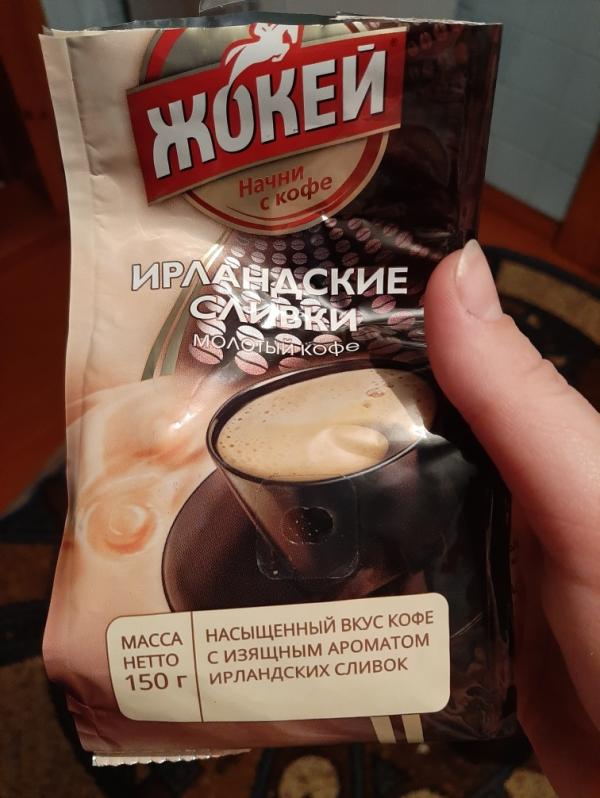 ЖОКЕЙ
Начни
с кофе
ИРЛАНДСКИЕ
СЛИВКИ
МОЛОТЫЙ КОФЕ
МАССА
НЕТТО
150 г
НАСЫЩЕННЫЙ ВКУС КОФЕ
С ИЗЯЩНЫМ АРОМАТОМ
ИРЛАНДСКИХ СЛИВОК